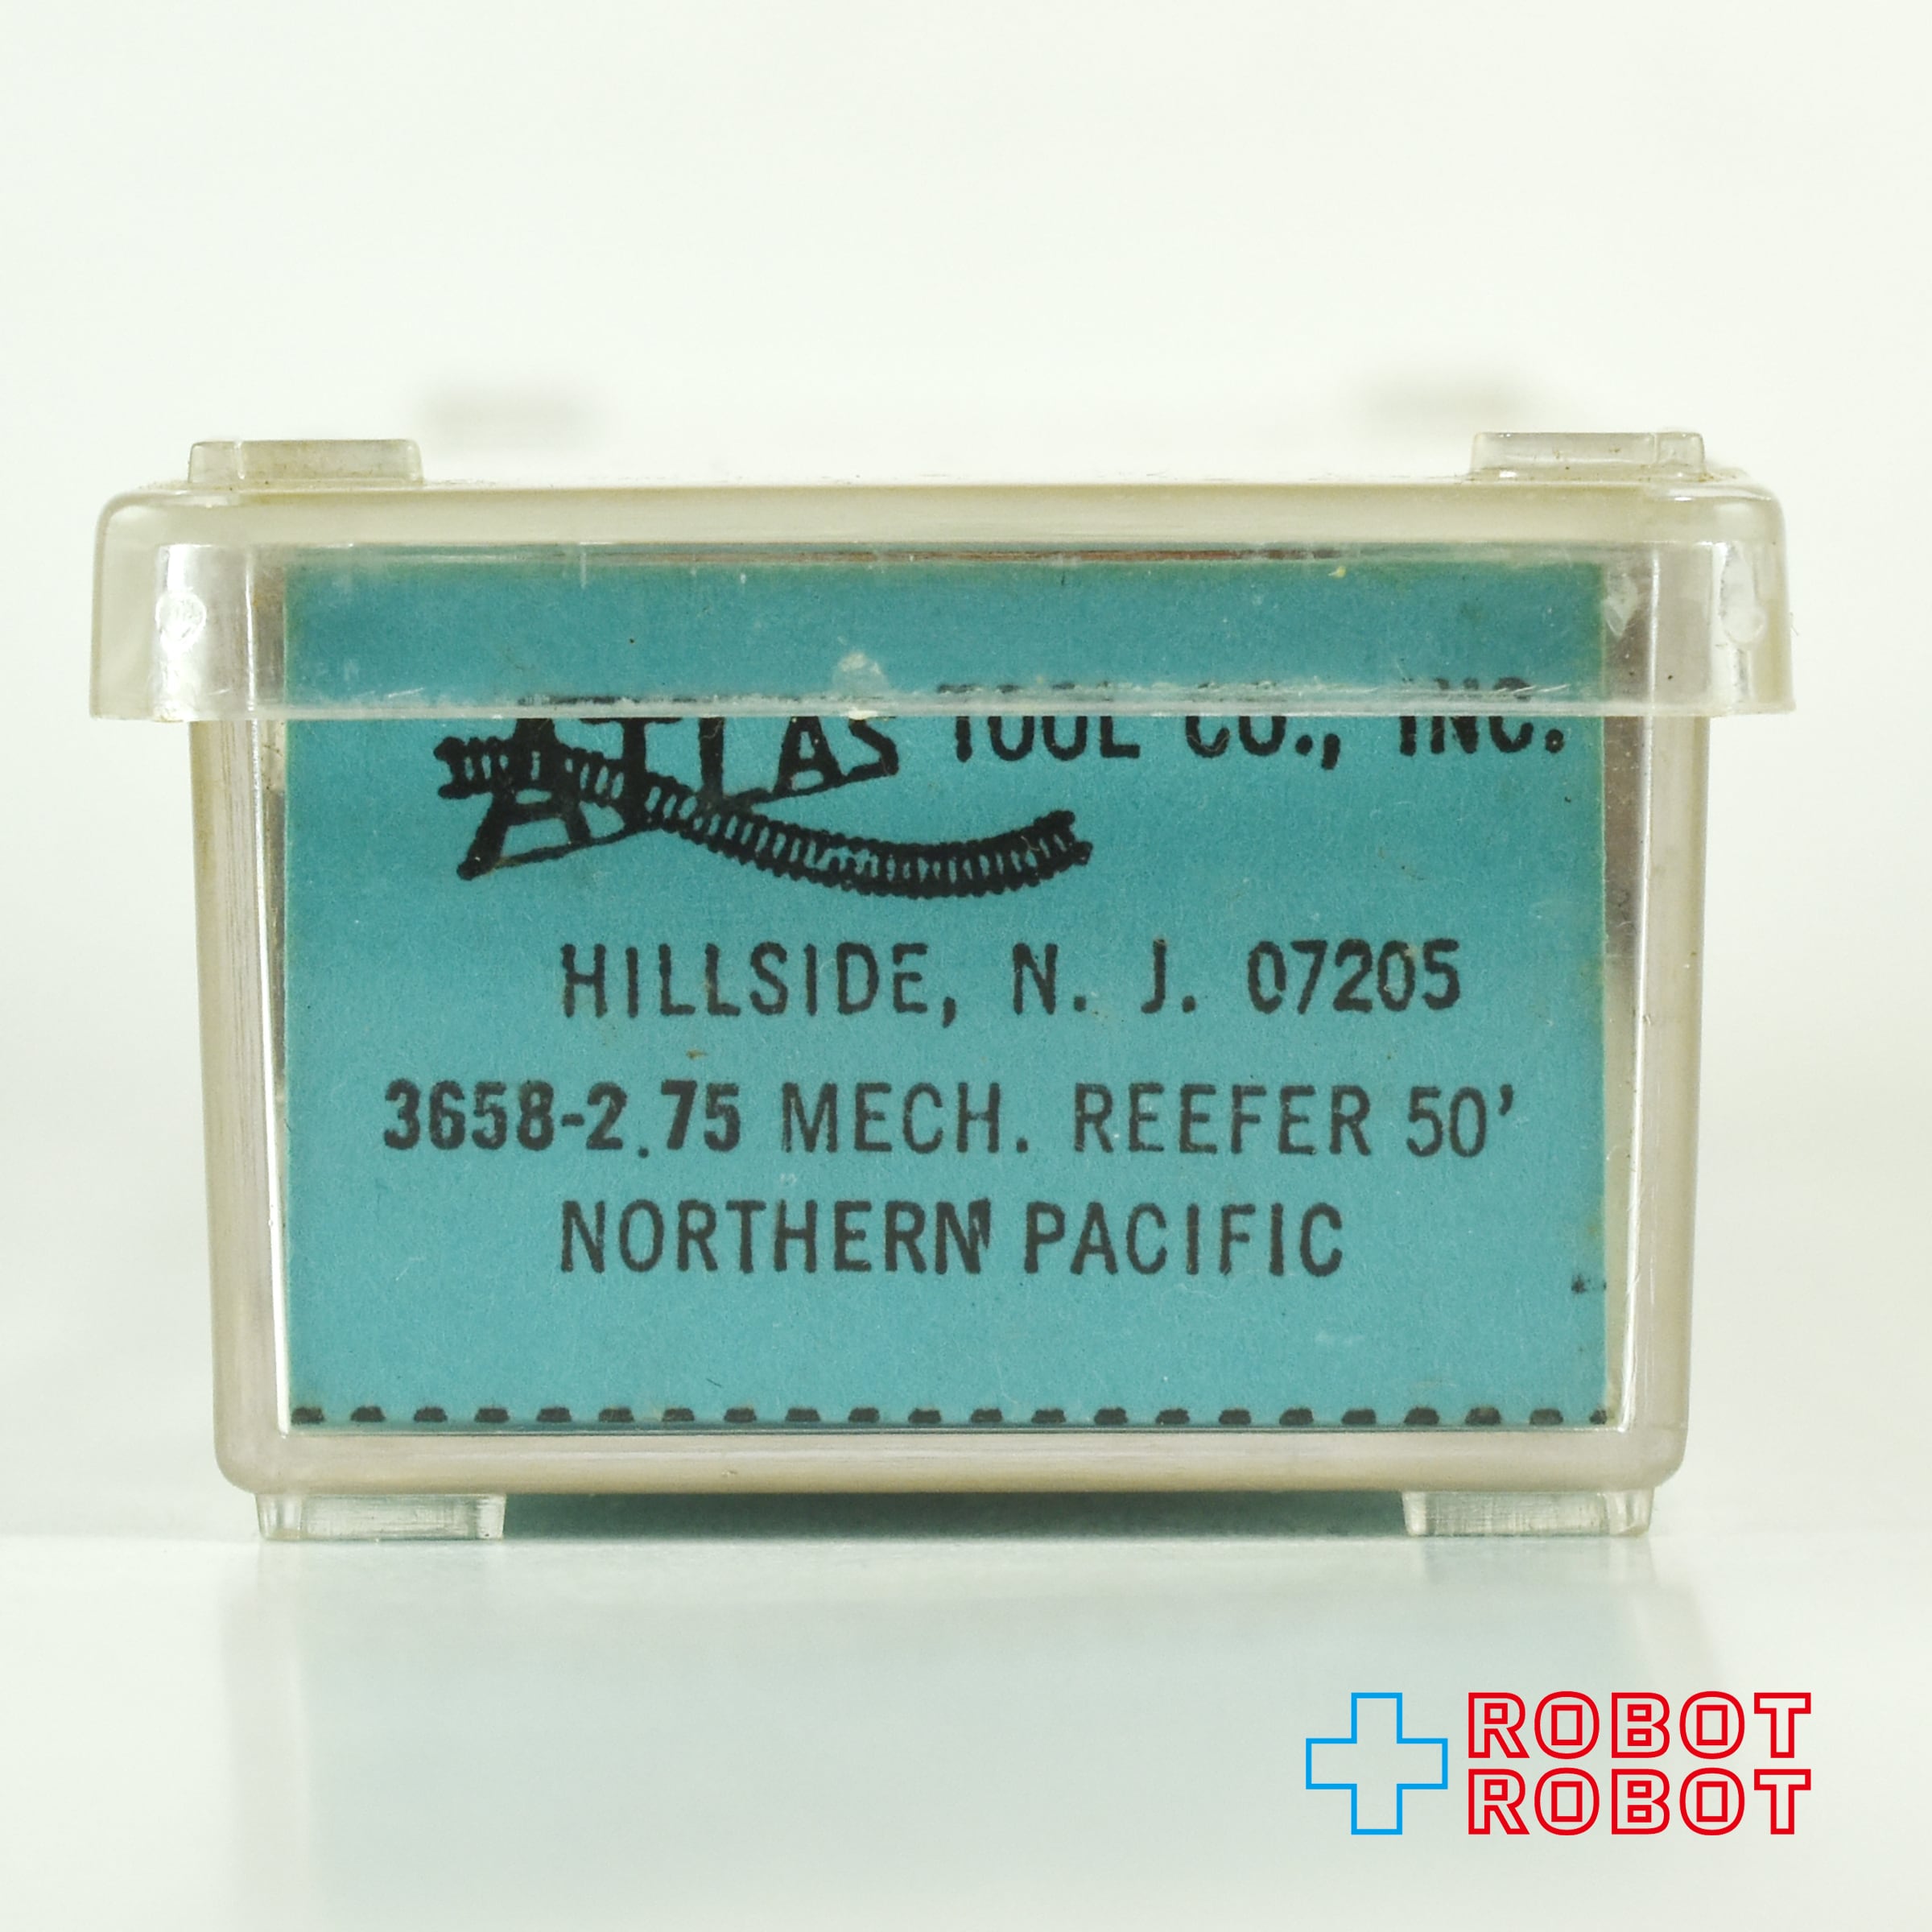 ATLAS TOOL CO., INC.
HILLSIDE, N. J. 07205
3658-2.75 MECH. REEFER 50'
NORTHERN PACIFIC
ROBOT
ROBOT